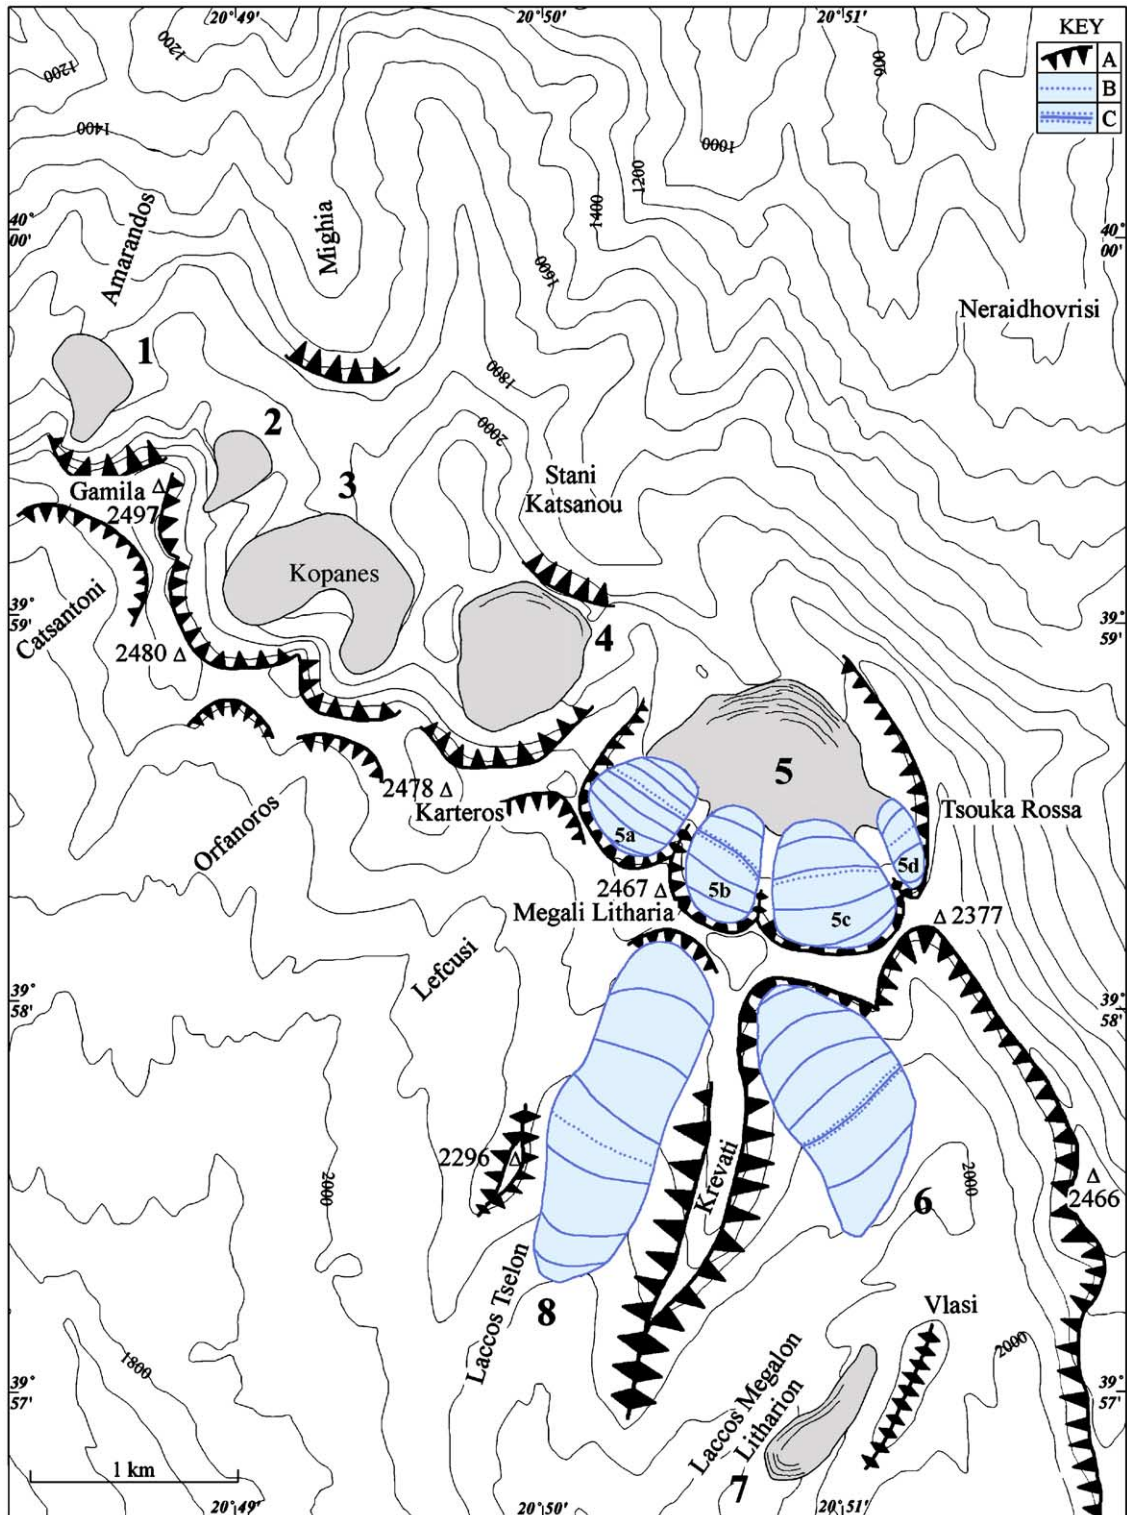 20°49'
20°50'
20°51'
KEY
A
B
C
1200
1200
900
1400
1000
1200
1400
40°
00'
40°
00'
Amarandos
Mighia
1600
Neraidhovrisi
1
1800
2
2000
3
Stani
Katsanou
Gamila Δ
2497
Kopanes
39°
59'
39°
59'
Catsantoni
4
2480 Δ
5
2478 Δ
Karteros
Tsouka Rossa
Orfanoros
5a
5d
2467 Δ
5b
Megali Litharia
5c
Δ 2377
Lefcusi
39°
58'
39°
58'
2296 Δ
Krevati
2000
2000
Δ
2466
6
Laccos Tselon
8
Vlasi
1800
2000
39°
57'
39°
57'
Laccos Megalon
Litharion
1 km
7
20°49'
20°50'
20°51'